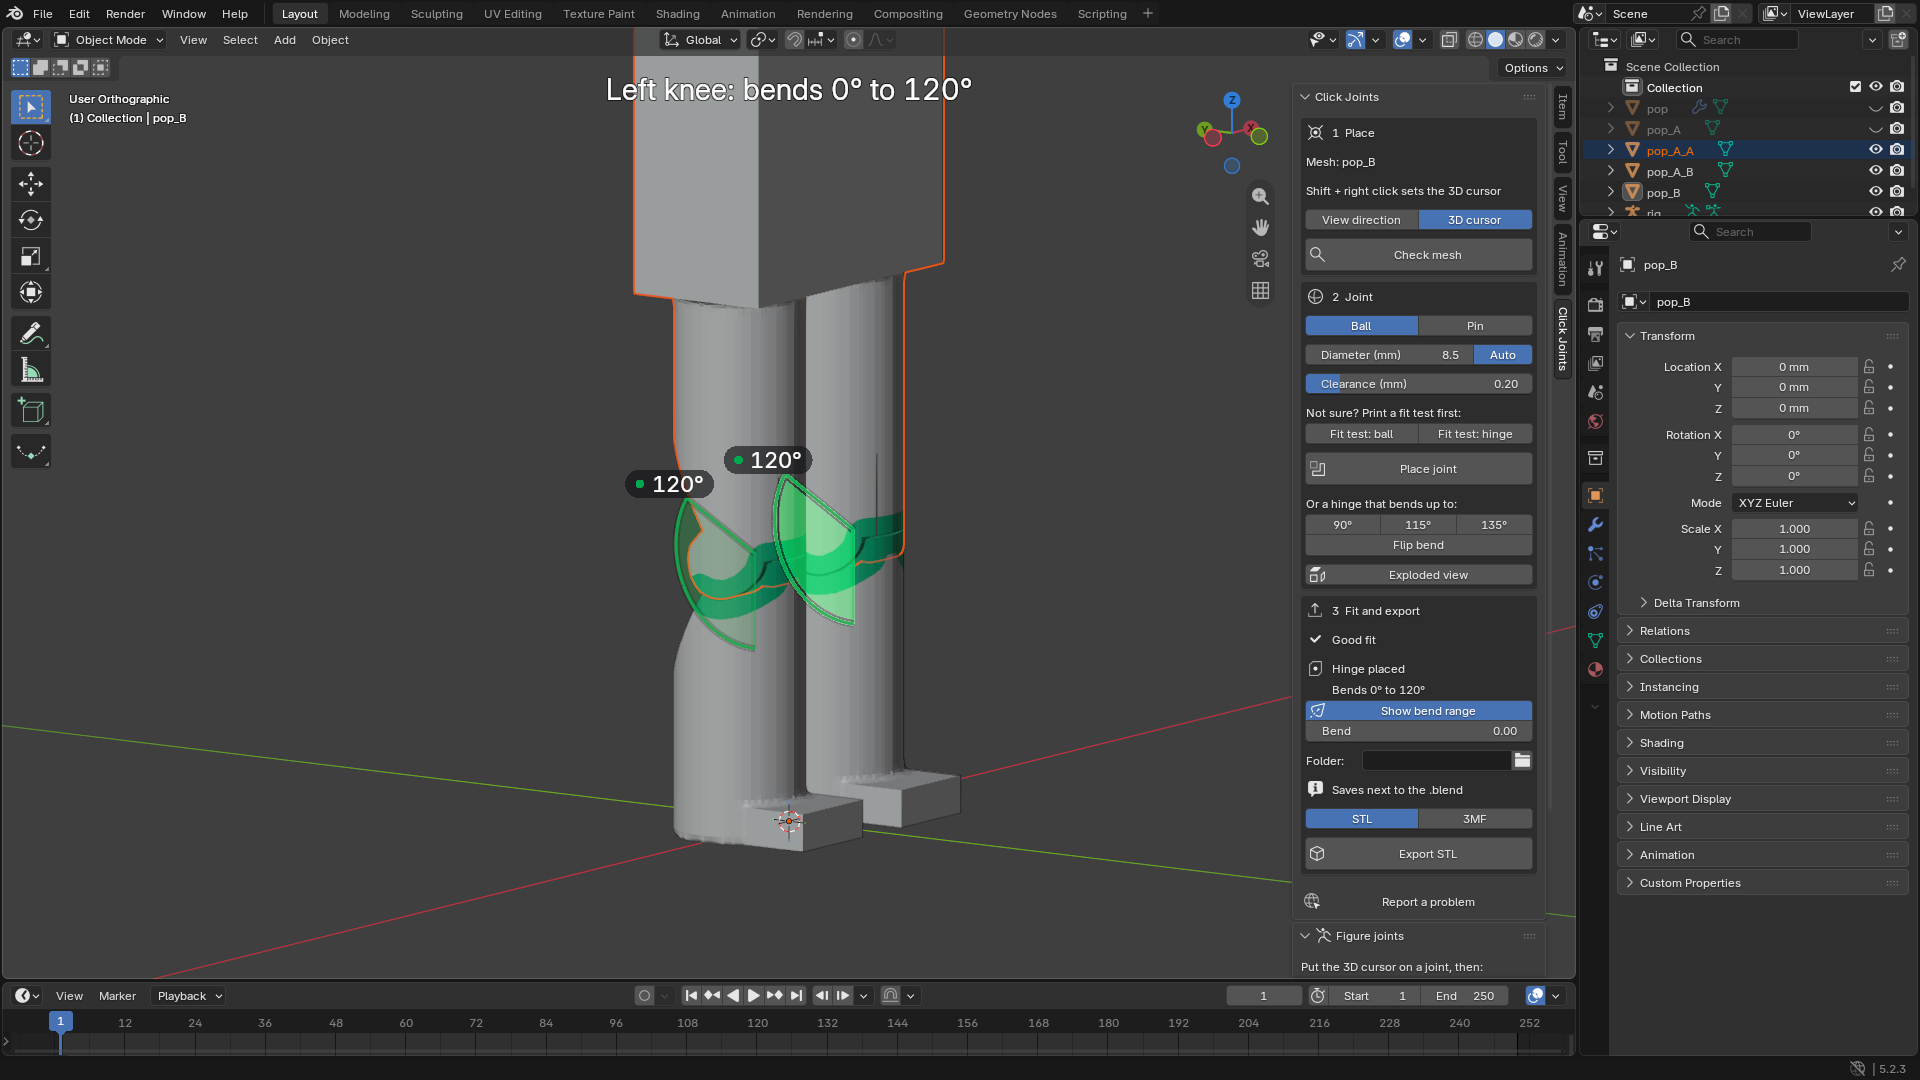 File Edit Render Window Help Layout Modeling Sculpting UV Editing Texture Paint Shading Animation Rendering Compositing Geometry Nodes Scripting + Scene ViewLayer
Object Mode View Select Add Object Global Search
Options
User Orthographic
(1) Collection | pop_B
Left knee: bends 0° to 120°
Z
Y
X
120°
120°
Click Joints
1 Place
Mesh: pop_B
Shift + right click sets the 3D cursor
View direction 3D cursor
Check mesh
2 Joint
Ball Pin
Diameter (mm) 8.5 Auto
Clearance (mm) 0.20
Not sure? Print a fit test first:
Fit test: ball Fit test: hinge
Place joint
Or a hinge that bends up to:
90° 115° 135°
Flip bend
Exploded view
3 Fit and export
Good fit
Hinge placed
Bends 0° to 120°
Show bend range
Bend 0.00
Folder:
Saves next to the .blend
STL 3MF
Export STL
Report a problem
Figure joints
Put the 3D cursor on a joint, then:
Item
Tool
View
Animation
Click Joints
Scene Collection
Collection
pop
pop_A
pop_A_A
pop_A_B
pop_B
rig
Search
pop_B
pop_B
Transform
Location X 0 mm
Y 0 mm
Z 0 mm
Rotation X 0°
Y 0°
Z 0°
Mode XYZ Euler
Scale X 1.000
Y 1.000
Z 1.000
Delta Transform
Relations
Collections
Instancing
Motion Paths
Shading
Visibility
Viewport Display
Line Art
Animation
Custom Properties
View Marker Playback 1 Start 1 End 250
1 12 24 36 48 60 72 84 96 108 120 132 144 156 168 180 192 204 216 228 240 252
5.2.3